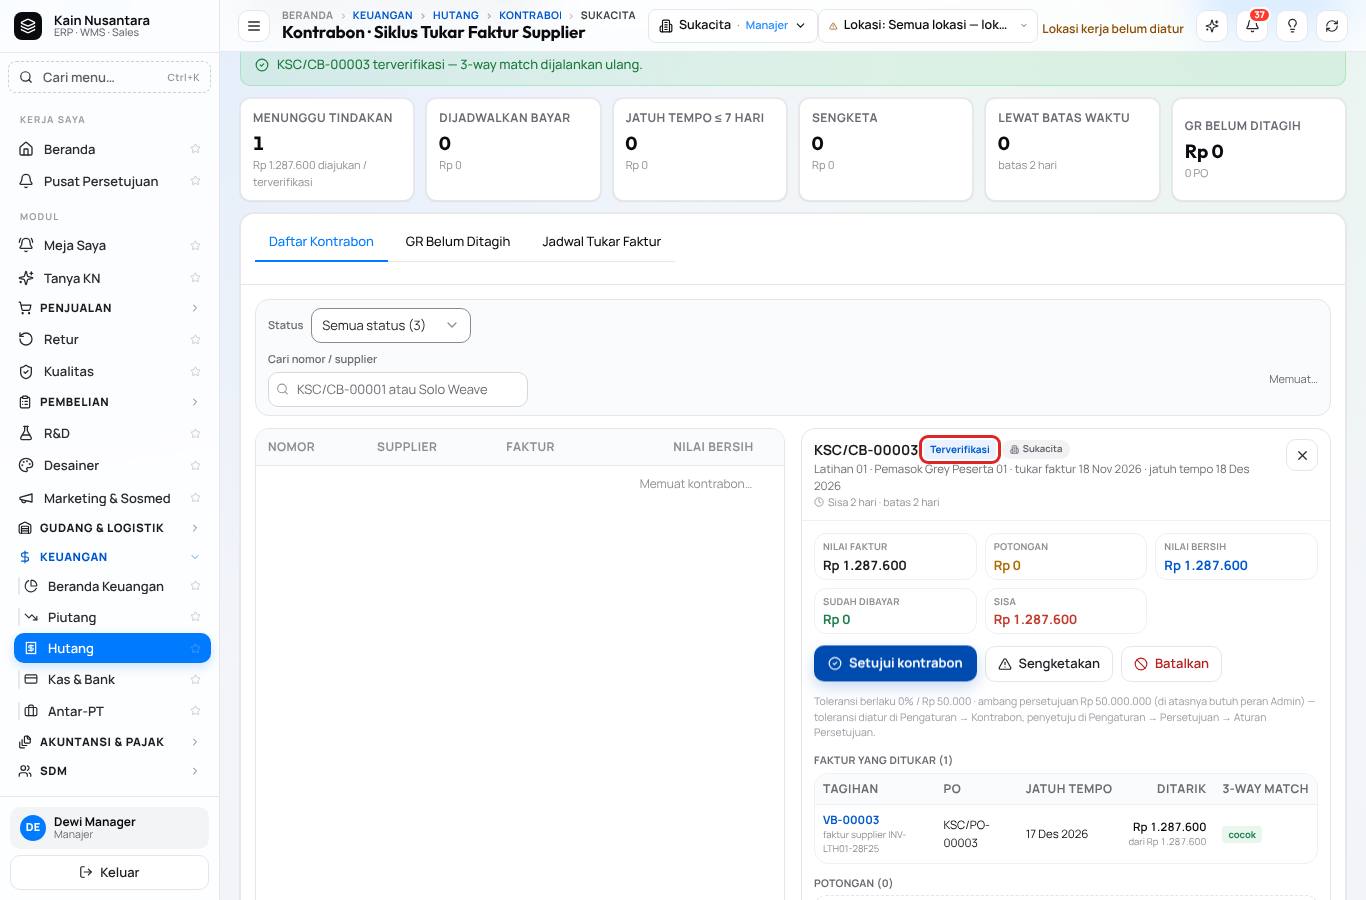 Kain Nusantara
ERP · WMS · Sales
Cari menu...
Ctrl+K
KERJA SAYA
Beranda
Pusat Persetujuan
MODUL
Meja Saya
Tanya KN
PENJUALAN
Retur
Kualitas
PEMBELIAN
R&D
Desainer
Marketing & Sosmed
GUDANG & LOGISTIK
KEUANGAN
Beranda Keuangan
Piutang
Hutang
Kas & Bank
Antar-PT
AKUNTANSI & PAJAK
SDM
DE
Dewi Manager
Manajer
Keluar
BERANDA › KEUANGAN › HUTANG › KONTRABOI › SUKACITA
Kontrabon · Siklus Tukar Faktur Supplier
Sukacita · Manajer
Lokasi: Semua lokasi — lok...
Lokasi kerja belum diatur
37
KSC/CB-00003 terverifikasi — 3-way match dijalankan ulang.
MENUNGGU TINDAKAN
1
Rp 1.287.600 diajukan / terverifikasi
DIJADWALKAN BAYAR
0
Rp 0
JATUH TEMPO ≤ 7 HARI
0
Rp 0
SENGKETA
0
Rp 0
LEWAT BATAS WAKTU
0
batas 2 hari
GR BELUM DITAGIH
Rp 0
0 PO
Daftar Kontrabon
GR Belum Ditagih
Jadwal Tukar Faktur
Status
Semua status (3)
Cari nomor / supplier
KSC/CB-00001 atau Solo Weave
Memuat...
NOMOR SUPPLIER FAKTUR NILAI BERSIH
Memuat kontrabon...
KSC/CB-00003 Terverifikasi Sukacita
Latihan 01 · Pemasok Grey Peserta 01 · tukar faktur 18 Nov 2026 · jatuh tempo 18 Des
2026
Sisa 2 hari · batas 2 hari
NILAI FAKTUR
Rp 1.287.600
POTONGAN
Rp 0
NILAI BERSIH
Rp 1.287.600
SUDAH DIBAYAR
Rp 0
SISA
Rp 1.287.600
Setujui kontrabon
Sengketakan
Batalkan
Toleransi berlaku 0% / Rp 50.000 · ambang persetujuan Rp 50.000.000 (di atasnya butuh peran Admin) —
toleransi diatur di Pengaturan → Kontrabon, penyetuju di Pengaturan → Persetujuan → Aturan
Persetujuan.
FAKTUR YANG DITUKAR (1)
TAGIHAN PO JATUH TEMPO DITARIK 3-WAY MATCH
VB-00003
faktur supplier INV-
LTH01-28F25
KSC/PO-
00003
17 Des 2026
Rp 1.287.600
dari Rp 1.287.600
cocok
POTONGAN (0)